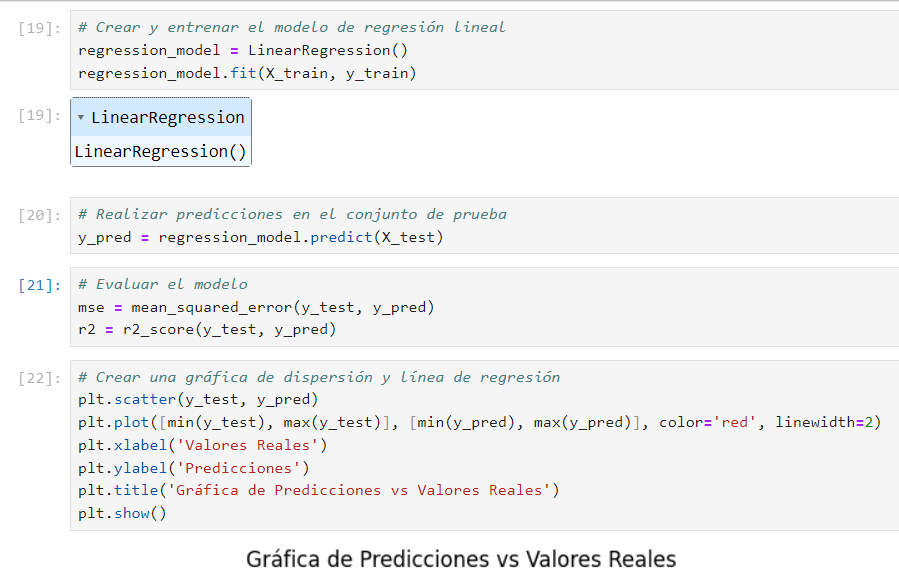 [19]: # Crear y entrenar el modelo de regresión lineal
regression_model = LinearRegression()
regression_model.fit(X_train, y_train)
[19]: ▾ LinearRegression
LinearRegression()
[20]: # Realizar predicciones en el conjunto de prueba
y_pred = regression_model.predict(X_test)
[21]: # Evaluar el modelo
mse = mean_squared_error(y_test, y_pred)
r2 = r2_score(y_test, y_pred)
[22]: # Crear una gráfica de dispersión y línea de regresión
plt.scatter(y_test, y_pred)
plt.plot([min(y_test), max(y_test)], [min(y_pred), max(y_pred)], color='red', linewidth=2)
plt.xlabel('Valores Reales')
plt.ylabel('Predicciones')
plt.title('Gráfica de Predicciones vs Valores Reales')
plt.show()
Gráfica de Predicciones vs Valores Reales